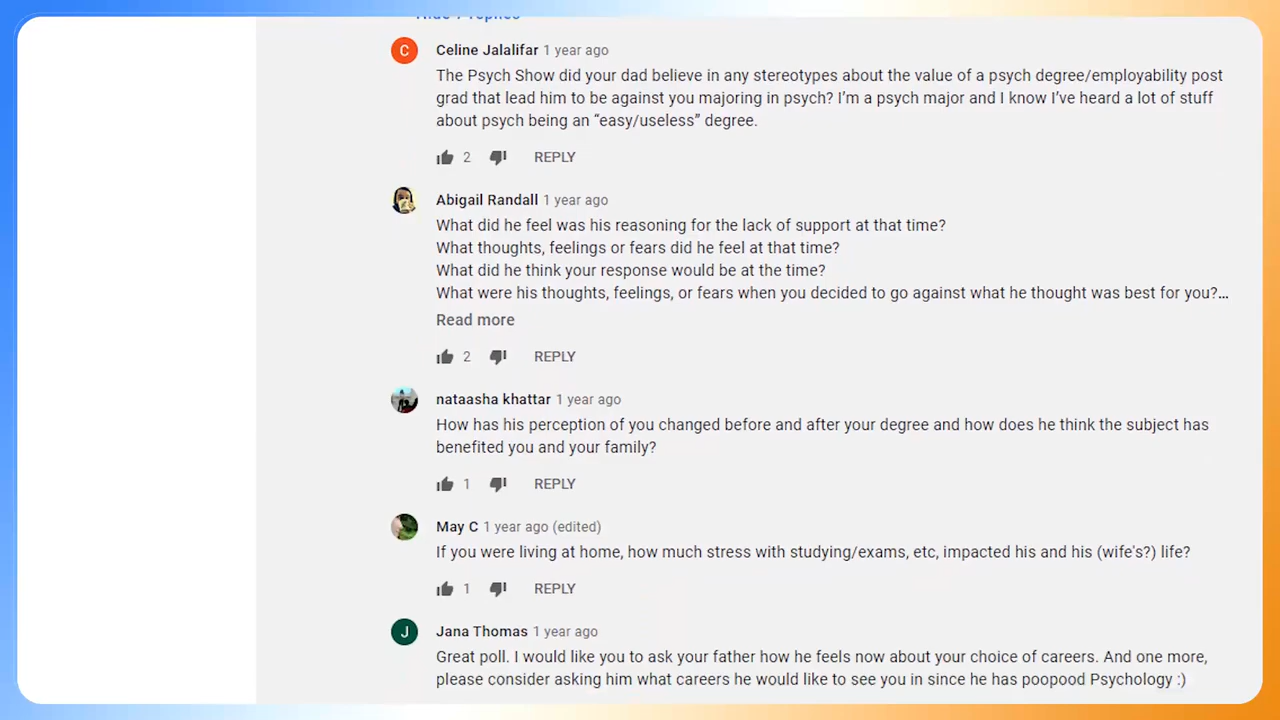 Hide 7 replies
C
Celine Jalalifar 1 year ago
The Psych Show did your dad believe in any stereotypes about the value of a psych degree/employability post
grad that lead him to be against you majoring in psych? I’m a psych major and I know I’ve heard a lot of stuff
about psych being an “easy/useless” degree.
2 REPLY
Abigail Randall 1 year ago
What did he feel was his reasoning for the lack of support at that time?
What thoughts, feelings or fears did he feel at that time?
What did he think your response would be at the time?
What were his thoughts, feelings, or fears when you decided to go against what he thought was best for you?...
Read more
2 REPLY
nataasha khattar 1 year ago
How has his perception of you changed before and after your degree and how does he think the subject has
benefited you and your family?
1 REPLY
May C 1 year ago (edited)
If you were living at home, how much stress with studying/exams, etc, impacted his and his (wife's?) life?
1 REPLY
J
Jana Thomas 1 year ago
Great poll. I would like you to ask your father how he feels now about your choice of careers. And one more,
please consider asking him what careers he would like to see you in since he has poopood Psychology :)